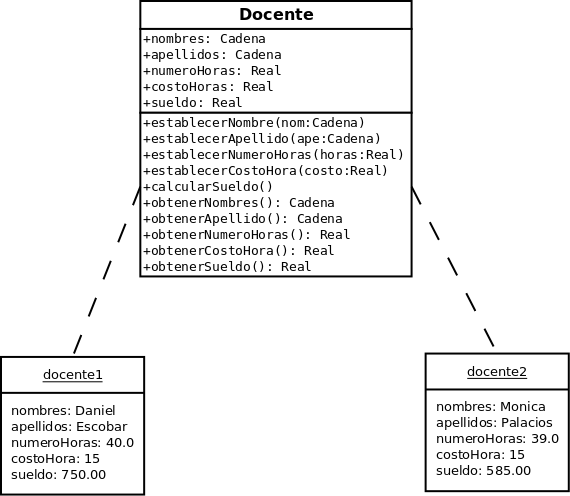 Docente
+nombres: Cadena
+apellidos: Cadena
+numeroHoras: Real
+costoHoras: Real
+sueldo: Real
+establecerNombre(nom:Cadena)
+establecerApellido(ape:Cadena)
+establecerNumeroHoras(horas:Real)
+establecerCostoHora(costo:Real)
+calcularSueldo()
+obtenerNombres(): Cadena
+obtenerApellido(): Cadena
+obtenerNumeroHoras(): Real
+obtenerCostoHora(): Real
+obtenerSueldo(): Real
docente1
nombres: Daniel
apellidos: Escobar
numeroHoras: 40.0
costoHora: 15
sueldo: 750.00
docente2
nombres: Monica
apellidos: Palacios
numeroHoras: 39.0
costoHora: 15
sueldo: 585.00